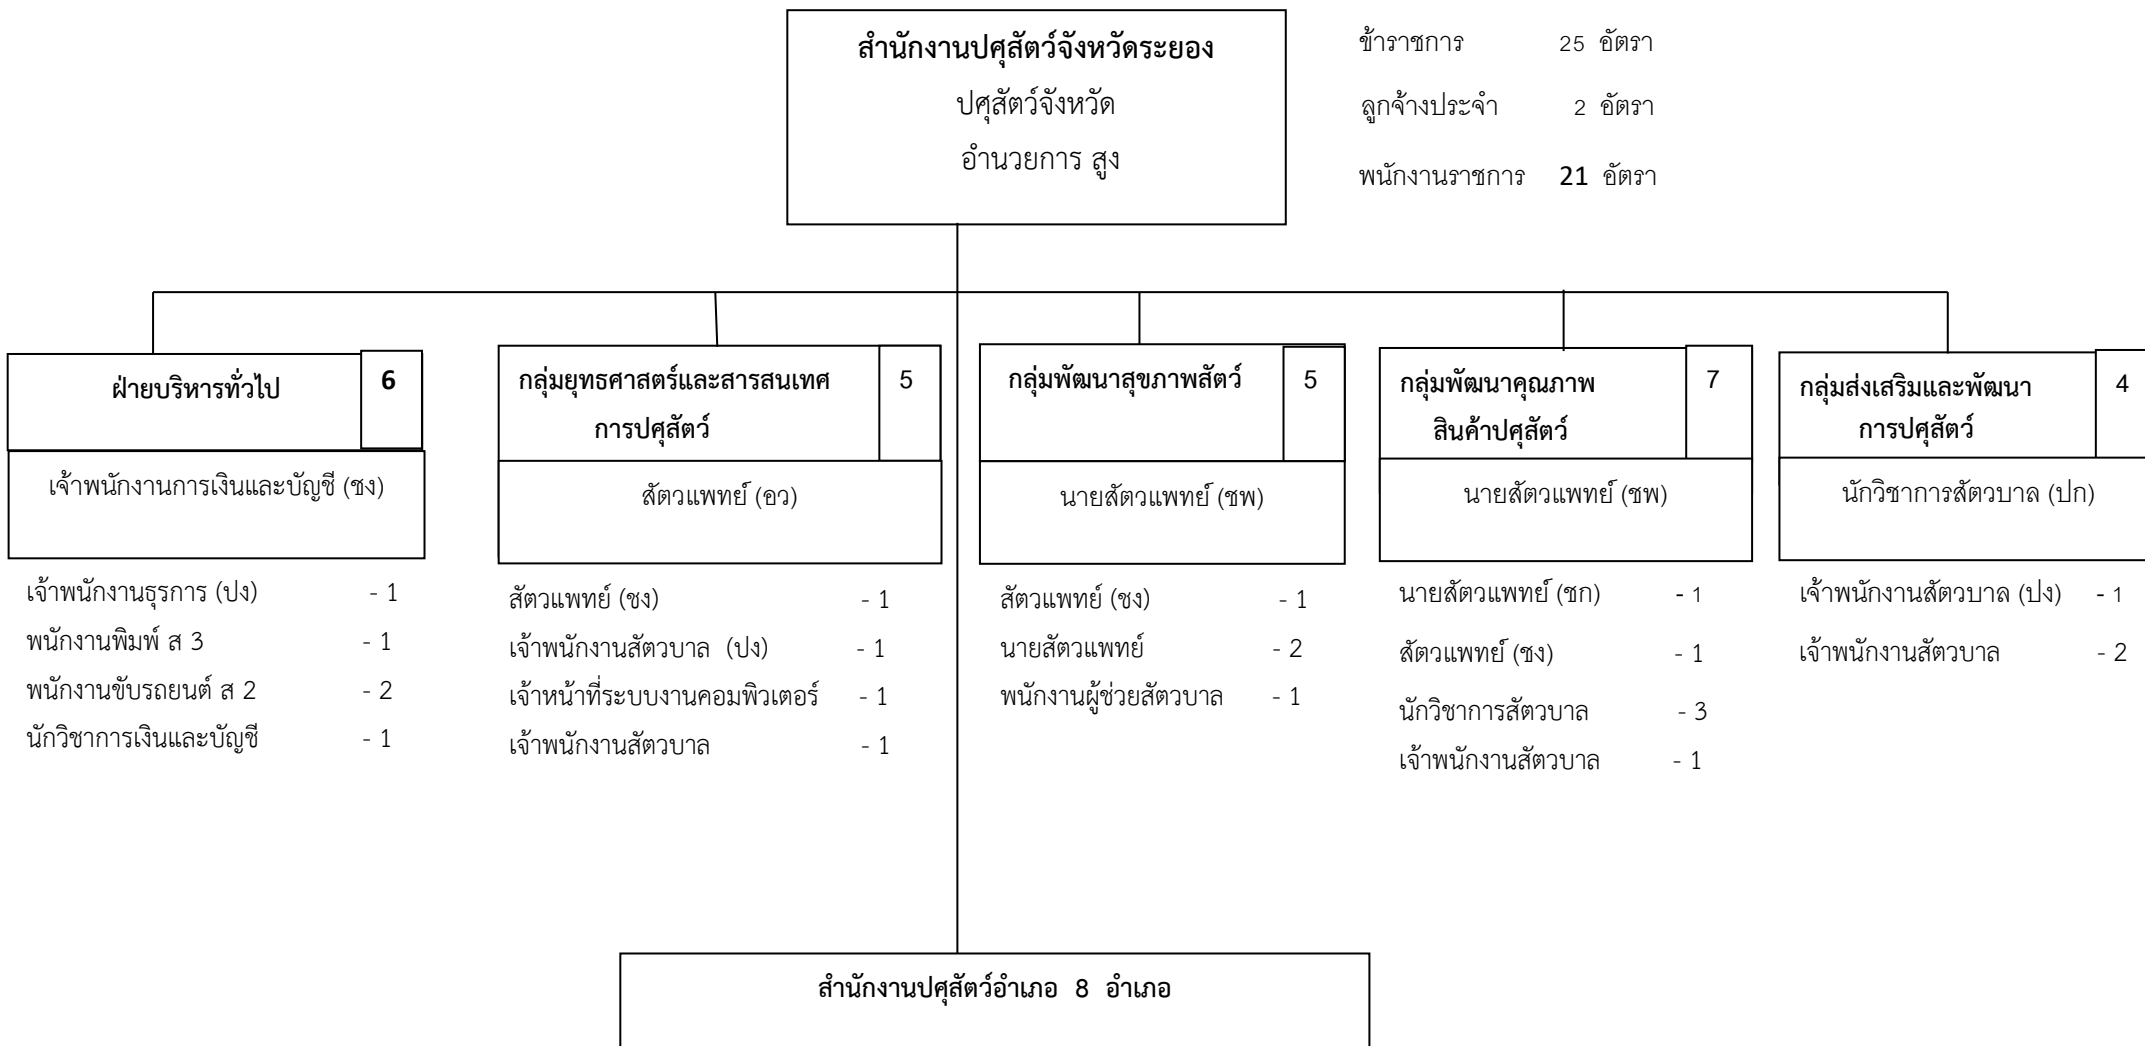 สำนักงานปศุสัตว์จังหวัดระยอง
ปศุสัตว์จังหวัด
อำนวยการ สูง
ข้าราชการ 25 อัตรา
ลูกจ้างประจำ 2 อัตรา
พนักงานราชการ 21 อัตรา
ฝ่ายบริหารทั่วไป 6
เจ้าพนักงานการเงินและบัญชี (ชง)
เจ้าพนักงานธุรการ (ปง) - 1
พนักงานพิมพ์ ส 3 - 1
พนักงานขับรถยนต์ ส 2 - 2
นักวิชาการเงินและบัญชี - 1
กลุ่มยุทธศาสตร์และสารสนเทศ 5
การปศุสัตว์
สัตวแพทย์ (อว)
สัตวแพทย์ (ชง) - 1
เจ้าพนักงานสัตวบาล (ปง) - 1
เจ้าหน้าที่ระบบงานคอมพิวเตอร์ - 1
เจ้าพนักงานสัตวบาล - 1
กลุ่มพัฒนาสุขภาพสัตว์ 5
นายสัตวแพทย์ (ชพ)
สัตวแพทย์ (ชง) - 1
นายสัตวแพทย์ - 2
พนักงานผู้ช่วยสัตวบาล - 1
กลุ่มพัฒนาคุณภาพ 7
สินค้าปศุสัตว์
นายสัตวแพทย์ (ชพ)
นายสัตวแพทย์ (ชก) - 1
สัตวแพทย์ (ชง) - 1
นักวิชาการสัตวบาล - 3
เจ้าพนักงานสัตวบาล - 1
กลุ่มส่งเสริมและพัฒนา 4
การปศุสัตว์
นักวิชาการสัตวบาล (ปก)
เจ้าพนักงานสัตวบาล (ปง) - 1
เจ้าพนักงานสัตวบาล - 2
สำนักงานปศุสัตว์อำเภอ 8 อำเภอ